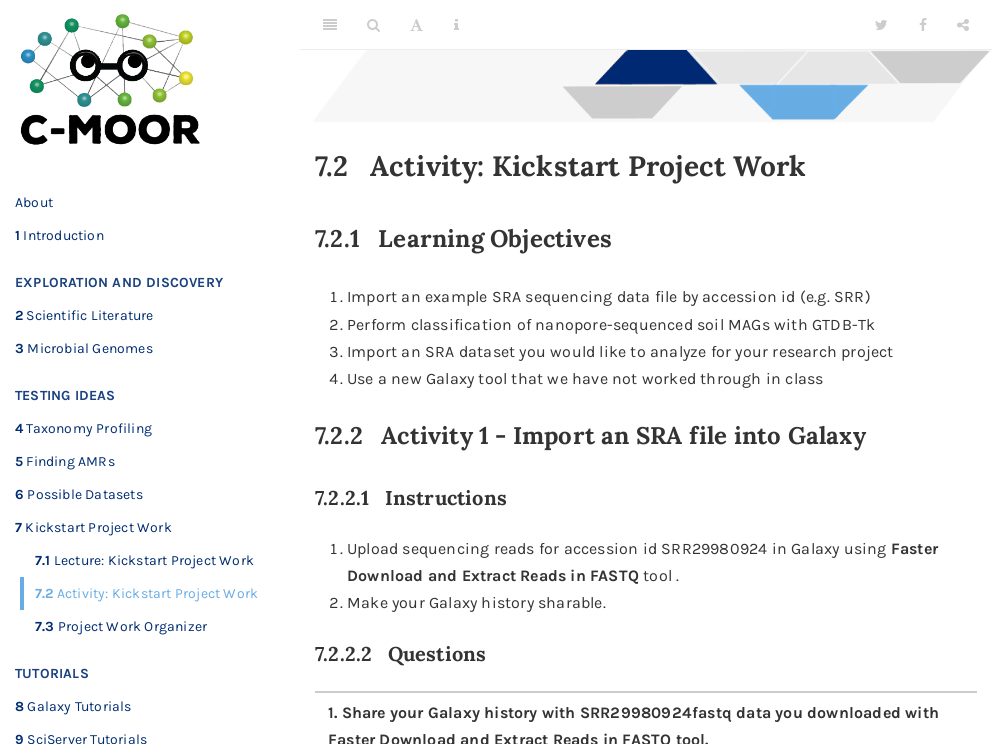 C-MOOR
About
1 Introduction
EXPLORATION AND DISCOVERY
2 Scientific Literature
3 Microbial Genomes
TESTING IDEAS
4 Taxonomy Profiling
5 Finding AMRs
6 Possible Datasets
7 Kickstart Project Work
7.1 Lecture: Kickstart Project Work
7.2 Activity: Kickstart Project Work
7.3 Project Work Organizer
TUTORIALS
8 Galaxy Tutorials
9 SciServer Tutorials
7.2 Activity: Kickstart Project Work
7.2.1 Learning Objectives
1. Import an example SRA sequencing data file by accession id (e.g. SRR)
2. Perform classification of nanopore-sequenced soil MAGs with GTDB-Tk
3. Import an SRA dataset you would like to analyze for your research project
4. Use a new Galaxy tool that we have not worked through in class
7.2.2 Activity 1 - Import an SRA file into Galaxy
7.2.2.1 Instructions
1. Upload sequencing reads for accession id SRR29980924 in Galaxy using Faster
Download and Extract Reads in FASTQ tool .
2. Make your Galaxy history sharable.
7.2.2.2 Questions
1. Share your Galaxy history with SRR29980924fastq data you downloaded with
Faster Download and Extract Reads in FASTQ tool.